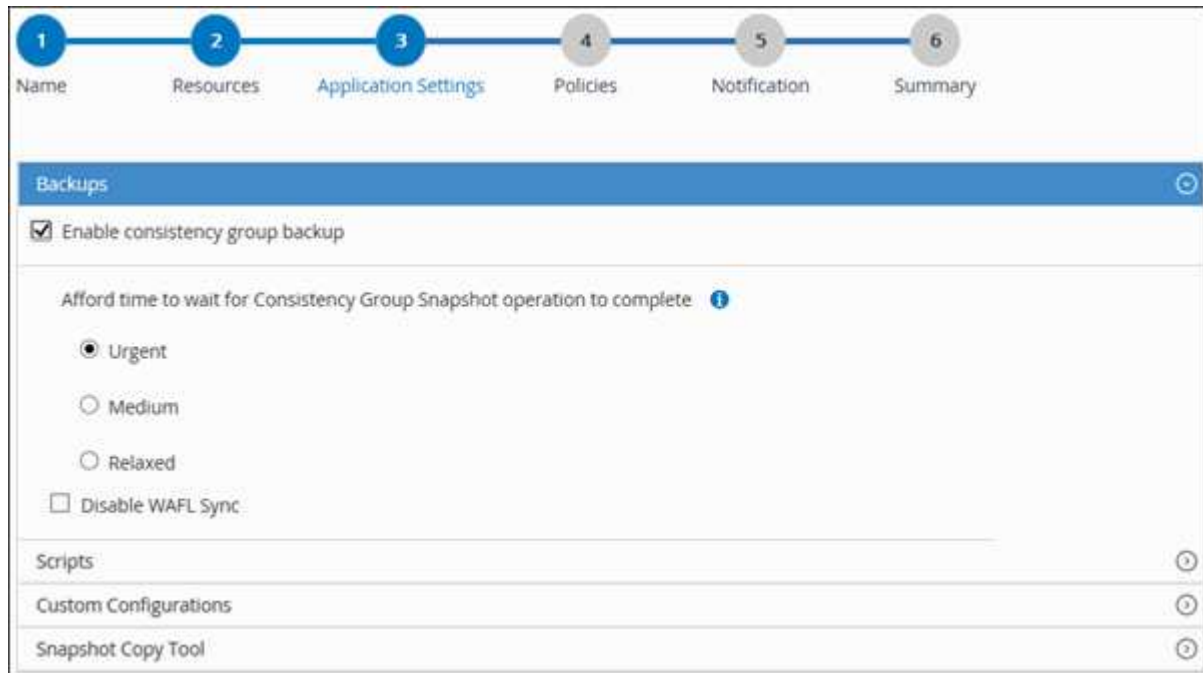 1 2 3 4 5 6
Name Resources Application Settings Policies Notification Summary
Backups
Enable consistency group backup
Afford time to wait for Consistency Group Snapshot operation to complete
Urgent
Medium
Relaxed
Disable WAFL Sync
Scripts
Custom Configurations
Snapshot Copy Tool